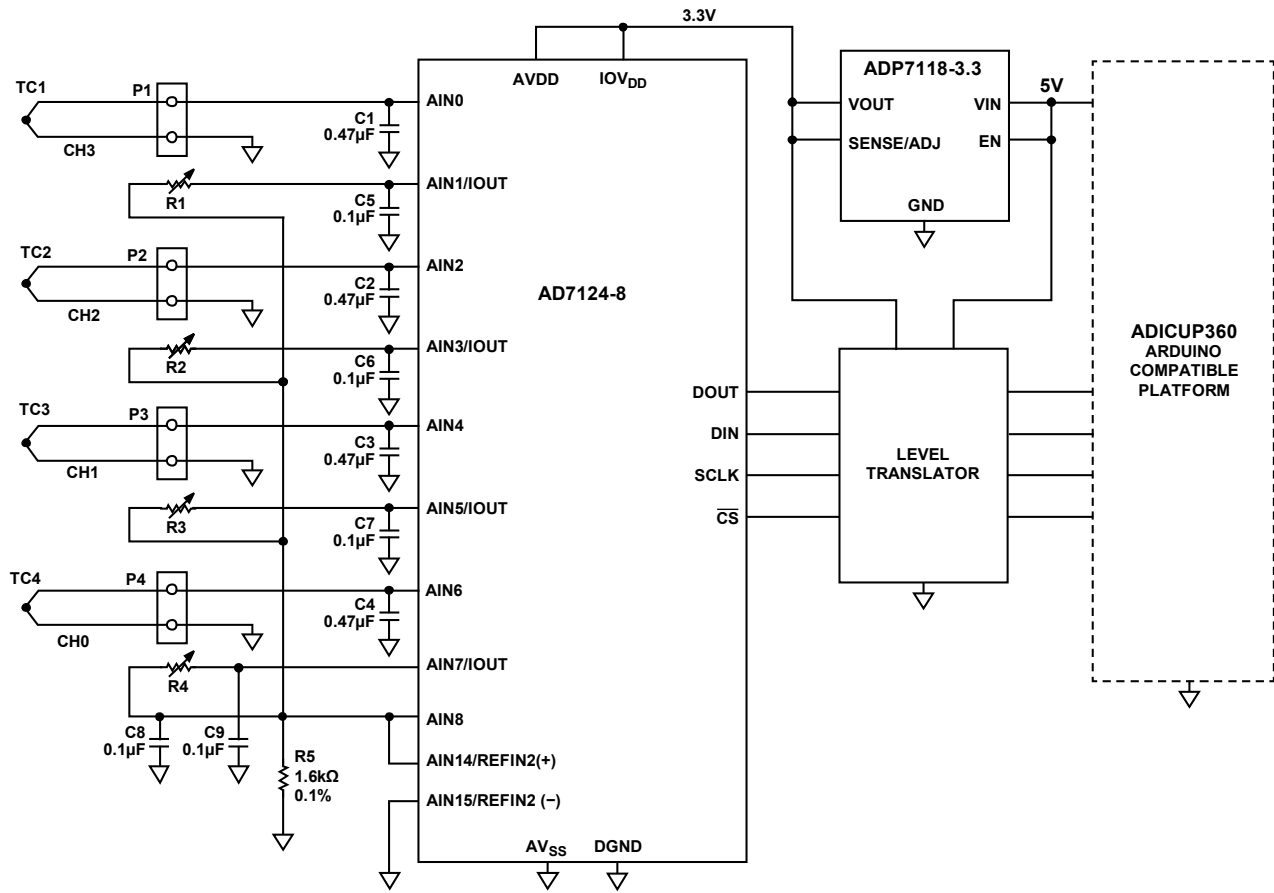 3.3V
AVDD
IOVDD
ADP7118-3.3
VOUT
VIN
SENSE/ADJ
EN
GND
5V
TC1
P1
CH3
AIN0
C1
0.47µF
R1
AIN1/IOUT
C5
0.1µF
TC2
P2
CH2
AIN2
C2
0.47µF
AD7124-8
R2
AIN3/IOUT
C6
0.1µF
TC3
P3
CH1
AIN4
C3
0.47µF
R3
AIN5/IOUT
C7
0.1µF
TC4
P4
CH0
AIN6
C4
0.47µF
R4
AIN7/IOUT
AIN8
C8
0.1µF
C9
0.1µF
R5
1.6kΩ
0.1%
AIN14/REFIN2(+)
AIN15/REFIN2 (−)
AVSS
DGND
DOUT
DIN
SCLK
C̅S̅
LEVEL
TRANSLATOR
ADICUP360
ARDUINO
COMPATIBLE
PLATFORM